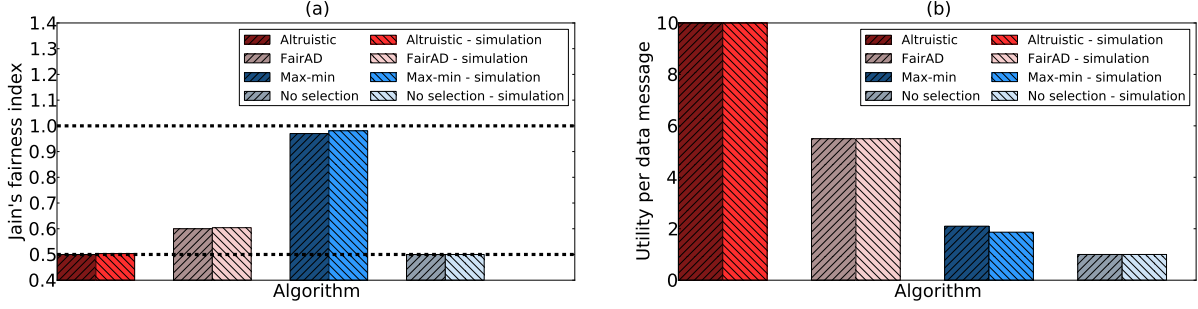 (a)
Jain's fairness index
1.4
1.3
1.2
1.1
1.0
0.9
0.8
0.7
0.6
0.5
0.4
Altruistic
Altruistic - simulation
FairAD
FairAD - simulation
Max-min
Max-min - simulation
No selection
No selection - simulation
Algorithm
(b)
Utility per data message
10
8
6
4
2
0
Altruistic
Altruistic - simulation
FairAD
FairAD - simulation
Max-min
Max-min - simulation
No selection
No selection - simulation
Algorithm